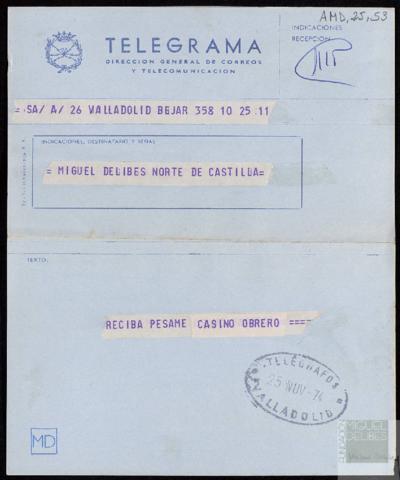 AMD, 25, 53
TELEGRAMA
DIRECCION GENERAL DE CORREOS
Y TELECOMUNICACION
INDICACIONES
RECEPCION
SA/ A/ 26 VALLADOLID BEJAR 358 10 25 11
INDICACIONES, DESTINATARIO Y SEÑAS:
= MIGUEL DELIBES NORTE DE CASTILLA=
TEXTO:
RECIBA PESAME CASINO OBRERO ====
TELEGRAFOS
25 NOV. 74
VALLADOLID
MD
FUNDACIÓN
MIGUEL
DELIBES